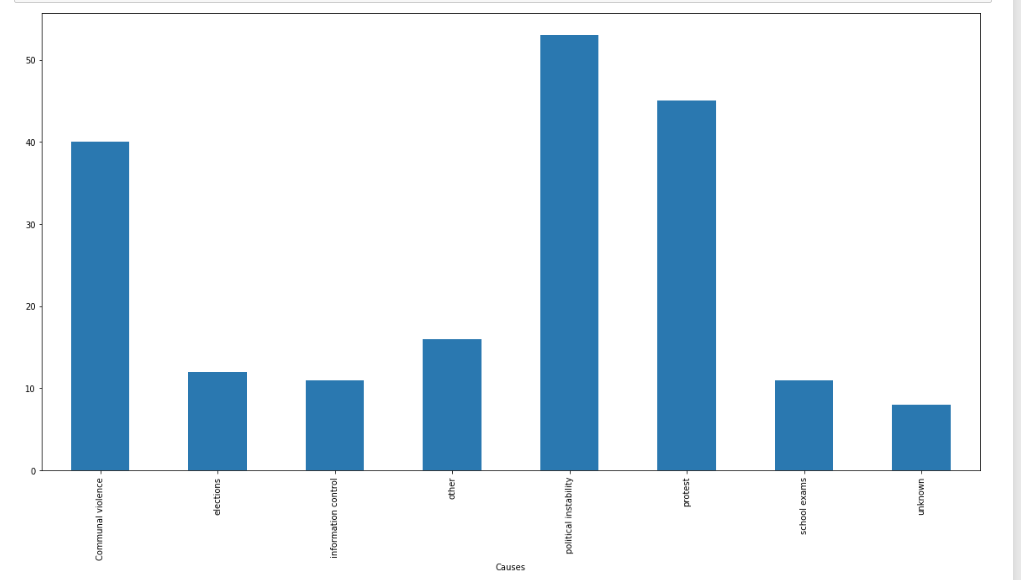 50
40
30
20
10
0
Communal violence
elections
information control
other
political instability
protest
school exams
unknown
Causes